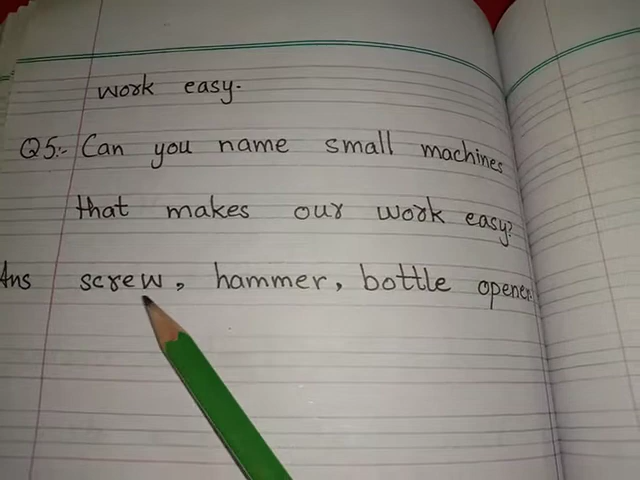 work easy.
Q5:- Can you name small machines
that makes our work easy?
Ans screw, hammer, bottle opener.